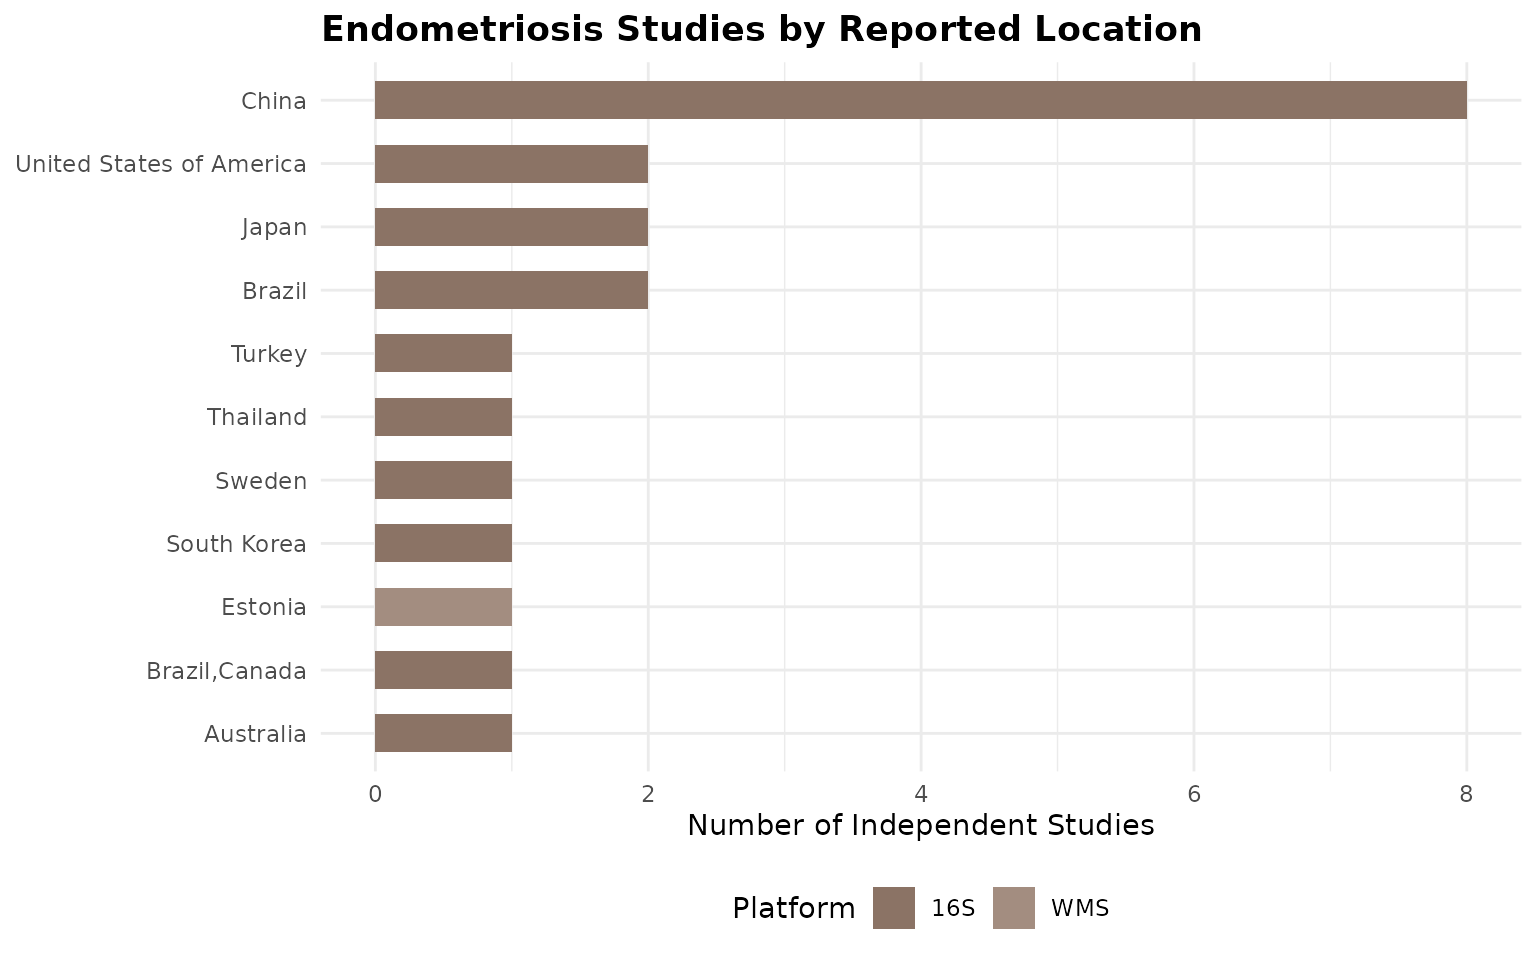 Endometriosis Studies by Reported Location
China
United States of America
Japan
Brazil
Turkey
Thailand
Sweden
South Korea
Estonia
Brazil,Canada
Australia
0 2 4 6 8
Number of Independent Studies
Platform 16S WMS